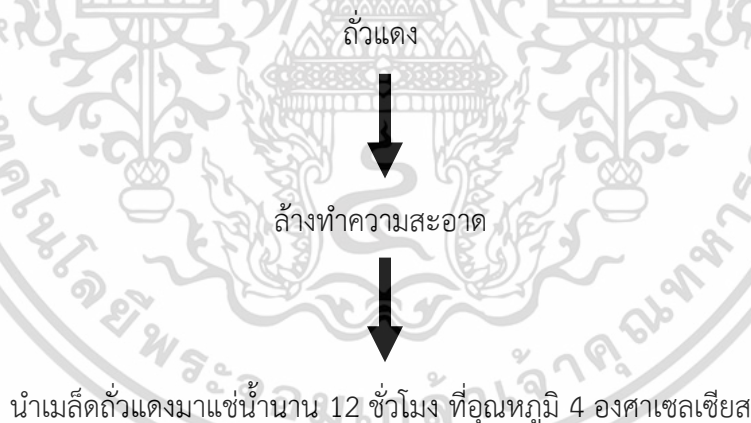 ถั่วแดง
ล้างทำความสะอาด
นำเมล็ดถั่วแดงมาแช่น้ำนาน 12 ชั่วโมง ที่อุณหภูมิ 4 องศาเซลเซียส